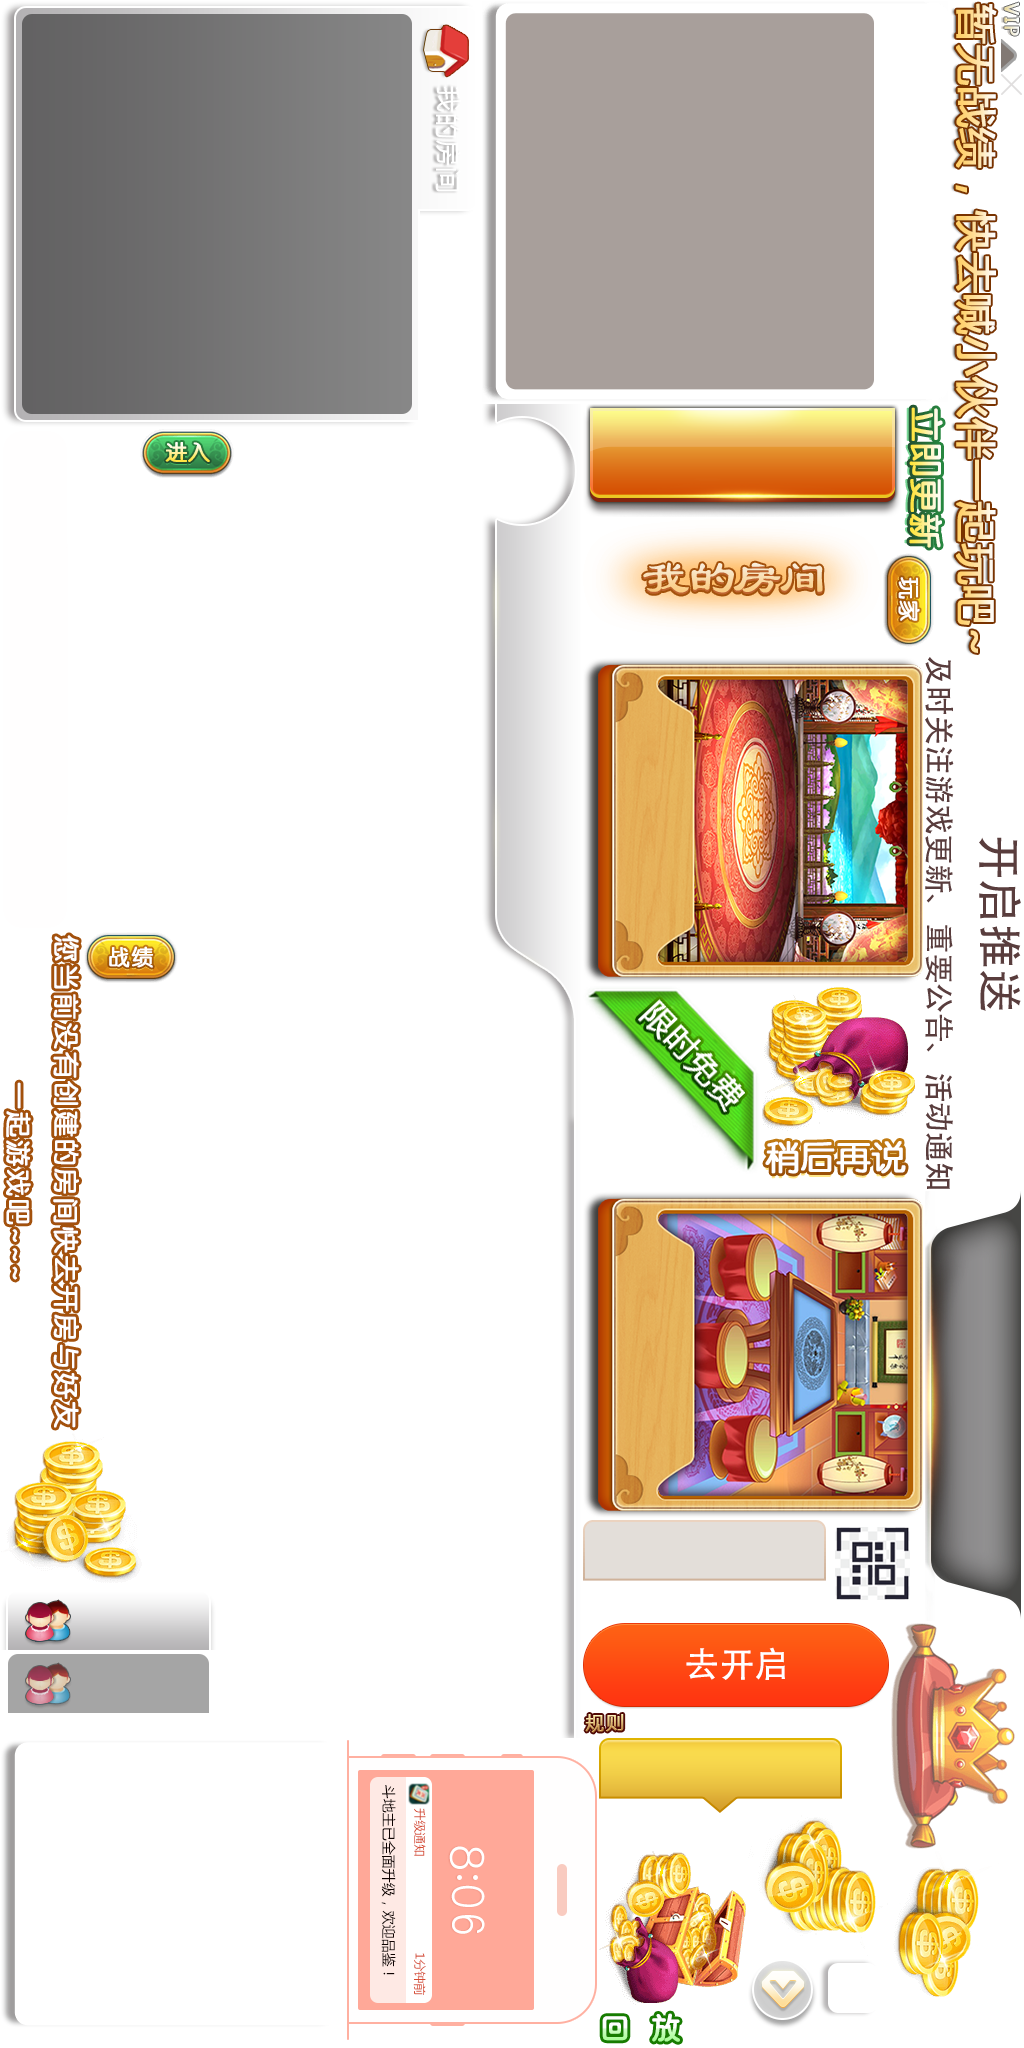 VIP
暂无战绩，快去喊小伙伴一起玩吧~
我的房间
立即更新
进入
我的房间
玩家
及时关注游戏更新、重要公告、活动通知
开启推送
战绩
您当前没有创建的房间快去开房与好友
一起游戏吧~~~
限时免费
稍后再说
去开启
规则
8:06
升级通知
1分钟前
斗地主已全面升级，欢迎品鉴！
回放